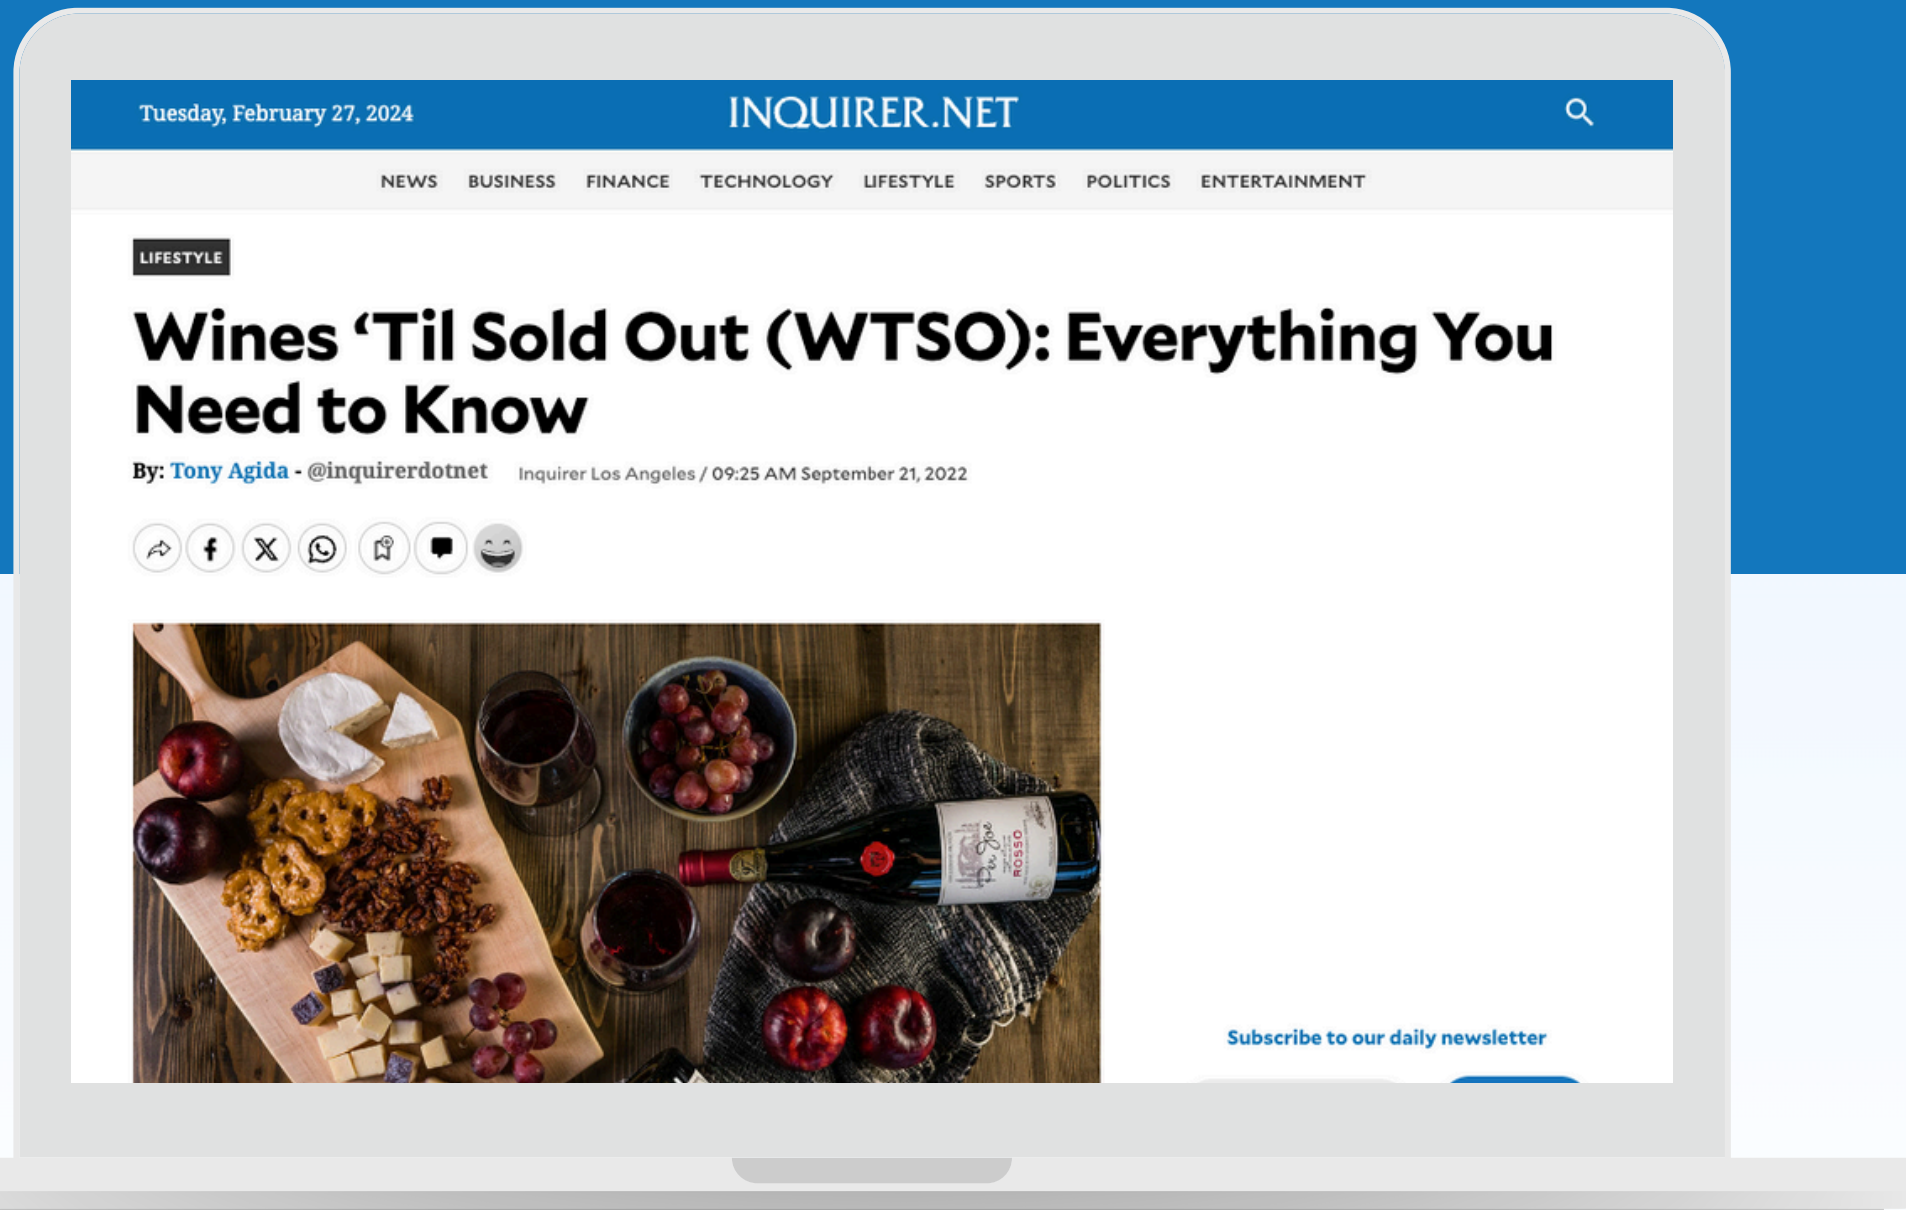 Tuesday, February 27, 2024
INQUIRER.NET
NEWS BUSINESS FINANCE TECHNOLOGY LIFESTYLE SPORTS POLITICS ENTERTAINMENT
LIFESTYLE
Wines ‘Til Sold Out (WTSO): Everything You
Need to Know
By: Tony Agida - @inquirerdotnet Inquirer Los Angeles / 09:25 AM September 21, 2022
Per Joe
ROSSO
Subscribe to our daily newsletter